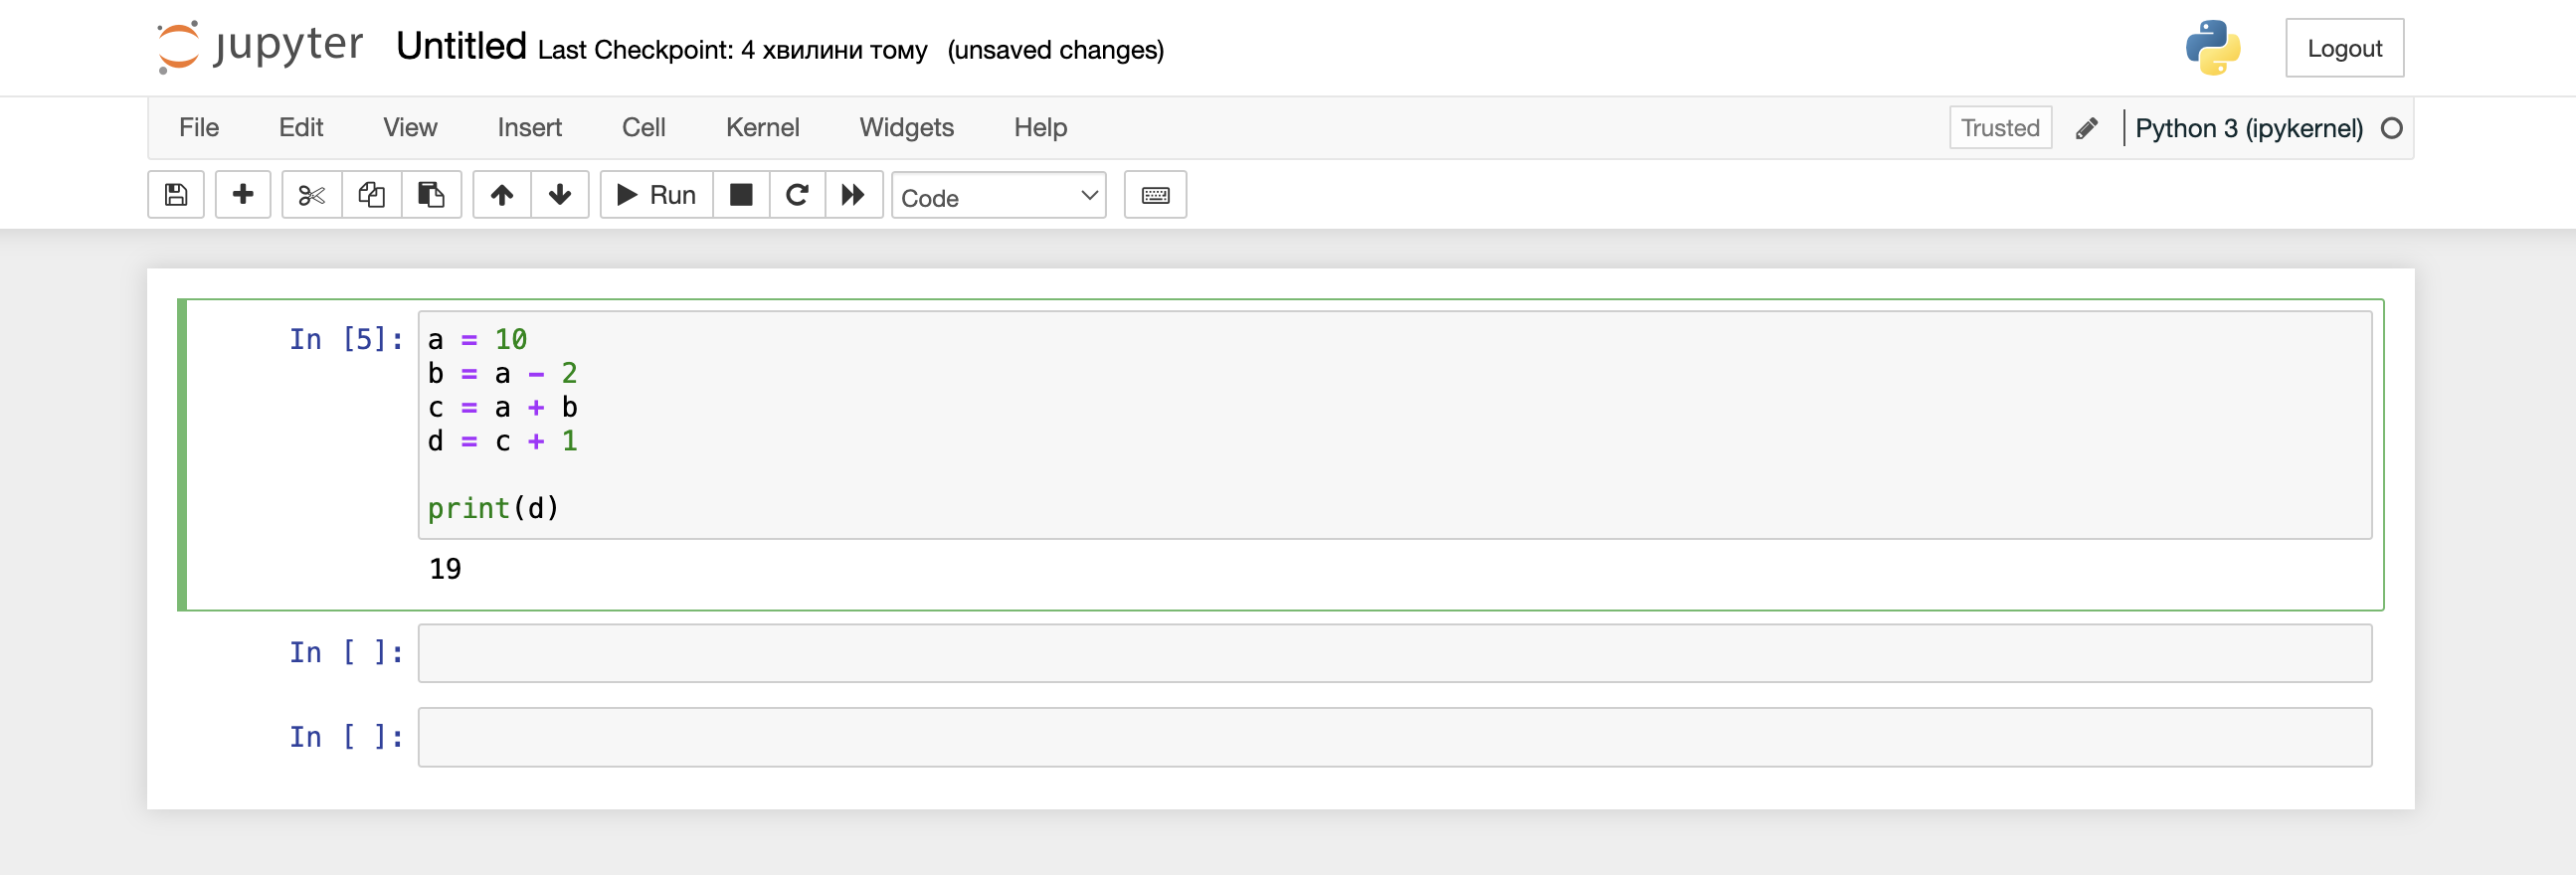 jupyter Untitled Last Checkpoint: 4 хвилини тому (unsaved changes) Logout
File Edit View Insert Cell Kernel Widgets Help Trusted Python 3 (ipykernel)
Run Code
In [5]: a = 10
b = a - 2
c = a + b
d = c + 1
print(d)
19
In [ ]:
In [ ]: